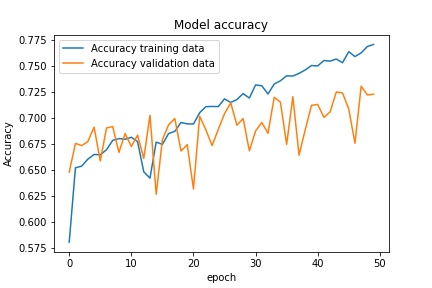 Model accuracy
Accuracy training data
Accuracy validation data
0.775
0.750
0.725
0.700
0.675
0.650
0.625
0.600
0.575
Accuracy
0 10 20 30 40 50
epoch